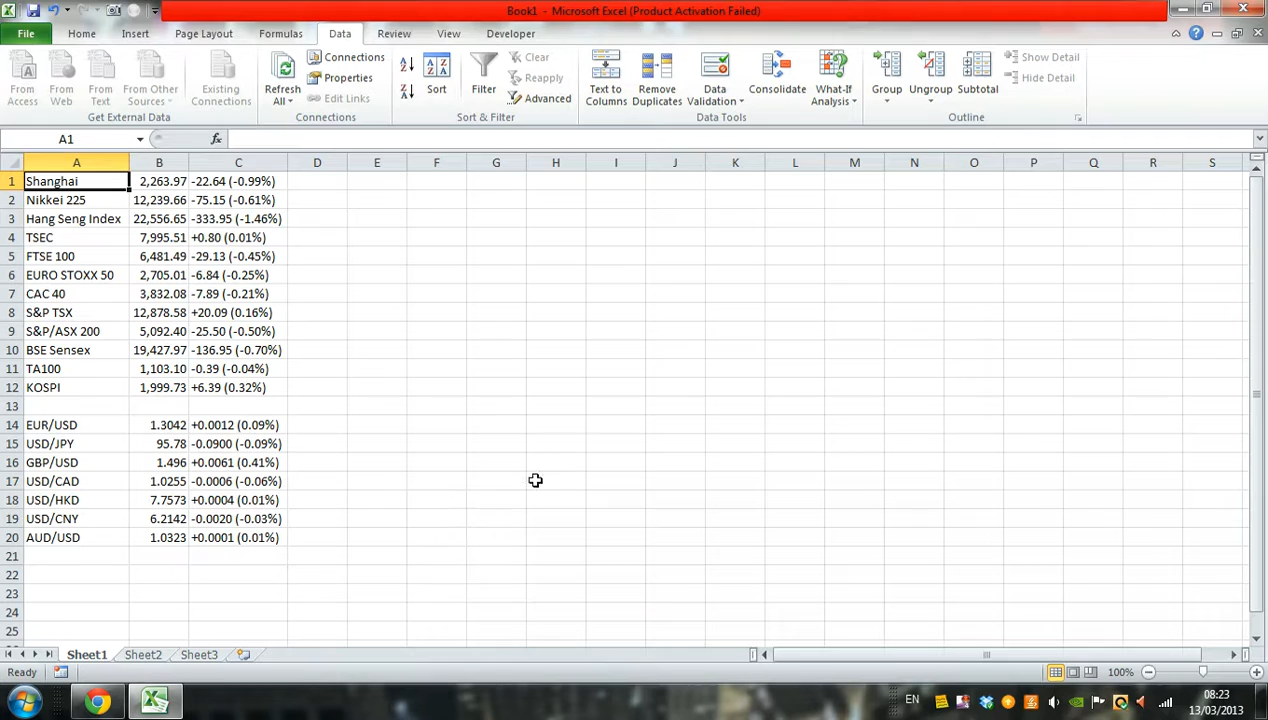 Book1 - Microsoft Excel (Product Activation Failed)
File Home Insert Page Layout Formulas Data Review View Developer
From Access
From Web
From Text
From Other Sources
Existing Connections
Get External Data
Refresh All
Connections
Properties
Edit Links
Connections
Sort
Filter
Clear
Reapply
Advanced
Sort & Filter
Text to Columns
Remove Duplicates
Data Validation
Consolidate
What-If Analysis
Data Tools
Group
Ungroup
Subtotal
Show Detail
Hide Detail
Outline
A1 fx
A B C D E F G H I J K L M N O P Q R S
1 Shanghai 2,263.97 -22.64 (-0.99%)
2 Nikkei 225 12,239.66 -75.15 (-0.61%)
3 Hang Seng Index 22,556.65 -333.95 (-1.46%)
4 TSEC 7,995.51 +0.80 (0.01%)
5 FTSE 100 6,481.49 -29.13 (-0.45%)
6 EURO STOXX 50 2,705.01 -6.84 (-0.25%)
7 CAC 40 3,832.08 -7.89 (-0.21%)
8 S&P TSX 12,878.58 +20.09 (0.16%)
9 S&P/ASX 200 5,092.40 -25.50 (-0.50%)
10 BSE Sensex 19,427.97 -136.95 (-0.70%)
11 TA100 1,103.10 -0.39 (-0.04%)
12 KOSPI 1,999.73 +6.39 (0.32%)
13
14 EUR/USD 1.3042 +0.0012 (0.09%)
15 USD/JPY 95.78 -0.0900 (-0.09%)
16 GBP/USD 1.496 +0.0061 (0.41%)
17 USD/CAD 1.0255 -0.0006 (-0.06%)
18 USD/HKD 7.7573 +0.0004 (0.01%)
19 USD/CNY 6.2142 -0.0020 (-0.03%)
20 AUD/USD 1.0323 +0.0001 (0.01%)
21
22
23
24
25
Sheet1 Sheet2 Sheet3
Ready 100%
EN 08:23
13/03/2013